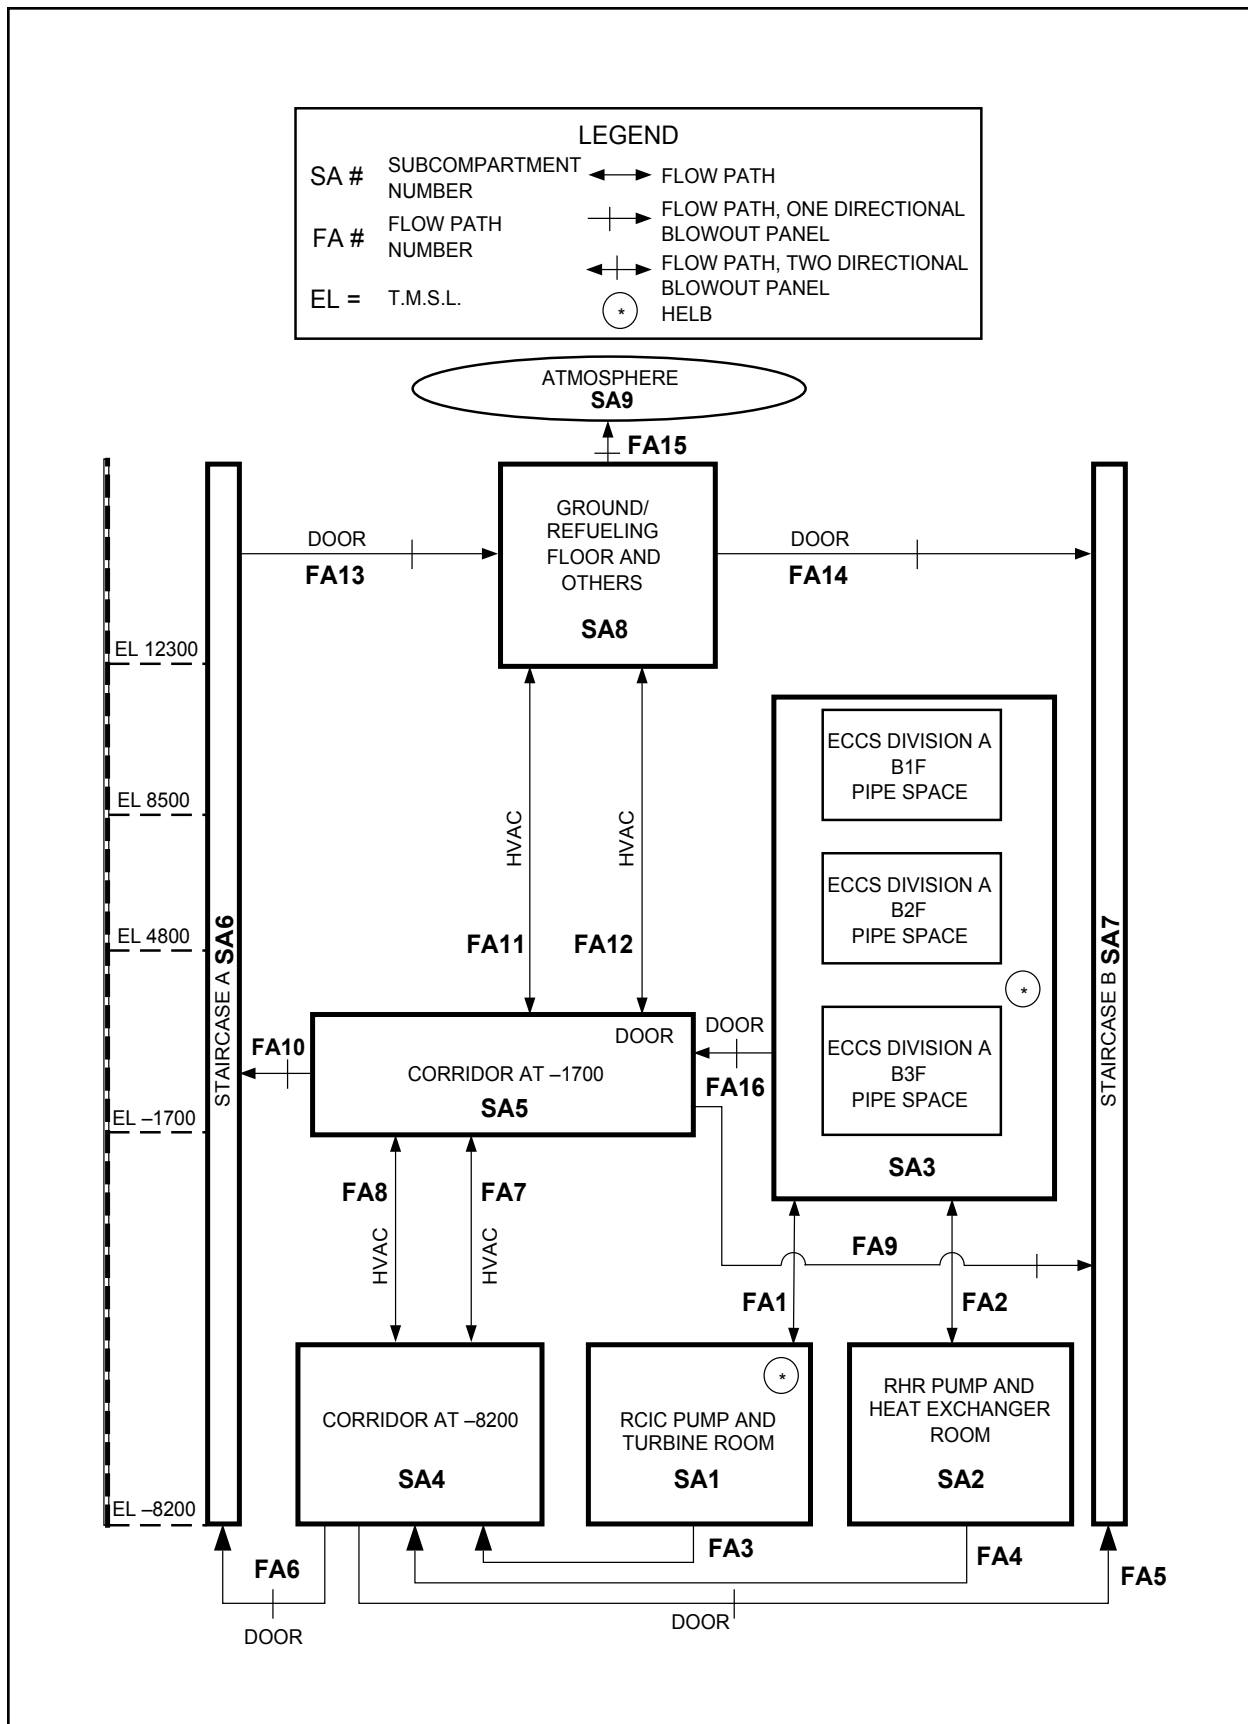 LEGEND
SA #
SUBCOMPARTMENT
NUMBER
FA #
FLOW PATH
NUMBER
EL =
T.M.S.L.
FLOW PATH
FLOW PATH, ONE DIRECTIONAL
BLOWOUT PANEL
FLOW PATH, TWO DIRECTIONAL
BLOWOUT PANEL
*
HELB
ATMOSPHERE
SA9
FA15
GROUND/
REFUELING
FLOOR AND
OTHERS
SA8
DOOR
FA13
DOOR
FA14
EL 12300
EL 8500
EL 4800
EL –1700
EL –8200
STAIRCASE A SA6
STAIRCASE B SA7
HVAC
HVAC
FA11
FA12
ECCS DIVISION A
B1F
PIPE SPACE
ECCS DIVISION A
B2F
PIPE SPACE
*
ECCS DIVISION A
B3F
PIPE SPACE
SA3
FA10
DOOR
CORRIDOR AT –1700
SA5
DOOR
FA16
FA8
FA7
HVAC
HVAC
FA9
FA1
FA2
CORRIDOR AT –8200
SA4
*
RCIC PUMP AND
TURBINE ROOM
SA1
RHR PUMP AND
HEAT EXCHANGER
ROOM
SA2
FA6
DOOR
FA3
FA4
FA5
DOOR